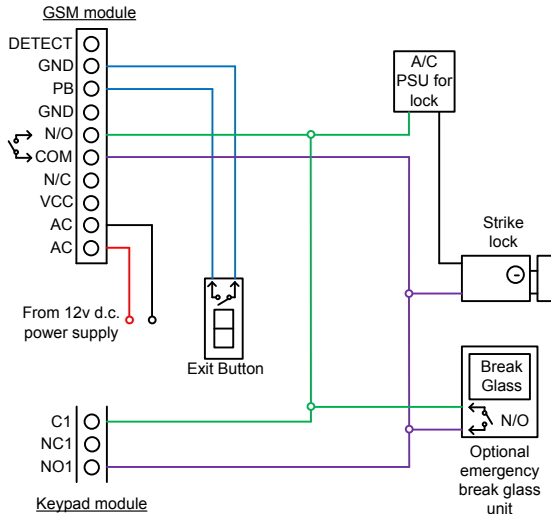 GSM module
DETECT
GND
PB
GND
N/O
COM
N/C
VCC
AC
AC
From 12v d.c.
power supply
Exit Button
A/C
PSU for
lock
Strike
lock
Break
Glass
N/O
Optional
emergency
break glass
unit
C1
NC1
NO1
Keypad module